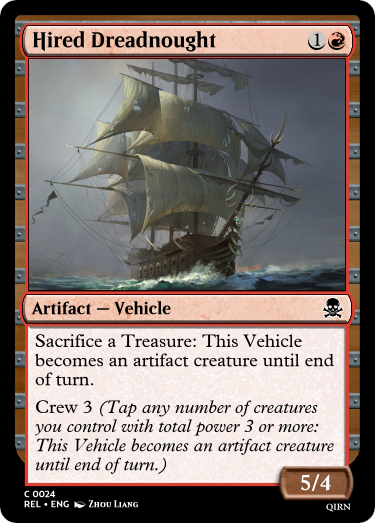 Hired Dreadnought 1
Artifact — Vehicle
Sacrifice a Treasure: This Vehicle
becomes an artifact creature until end
of turn.
Crew 3 (Tap any number of creatures
you control with total power 3 or more:
This Vehicle becomes an artifact creature
until end of turn.)
5/4
C 0024
REL • ENG Zhou Liang
QIRN